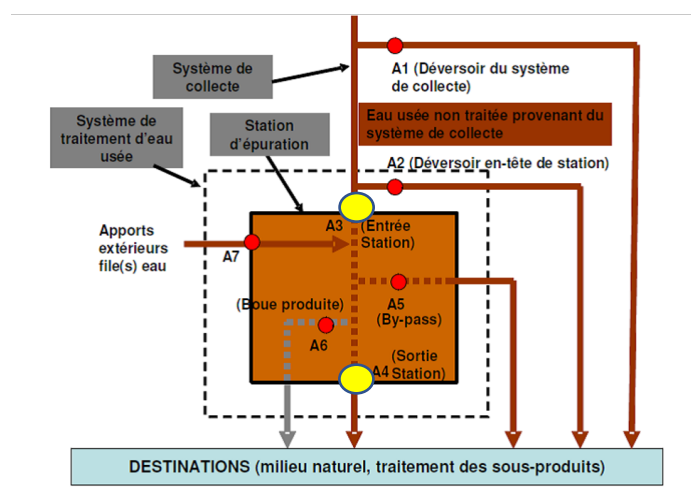 Système de
collecte
A1 (Déversoir du système
de collecte)
Système de
traitement d'eau
usée
Station
d'épuration
Eau usée non traitée provenant du
système de collecte
A2 (Déversoir en-tête de station)
A3
(Entrée
Station)
Apports
extérieurs
file(s) eau
A7
(Boue produite)
A5
(By-pass)
A6
(Sortie
A4 Station)
DESTINATIONS (milieu naturel, traitement des sous-produits)